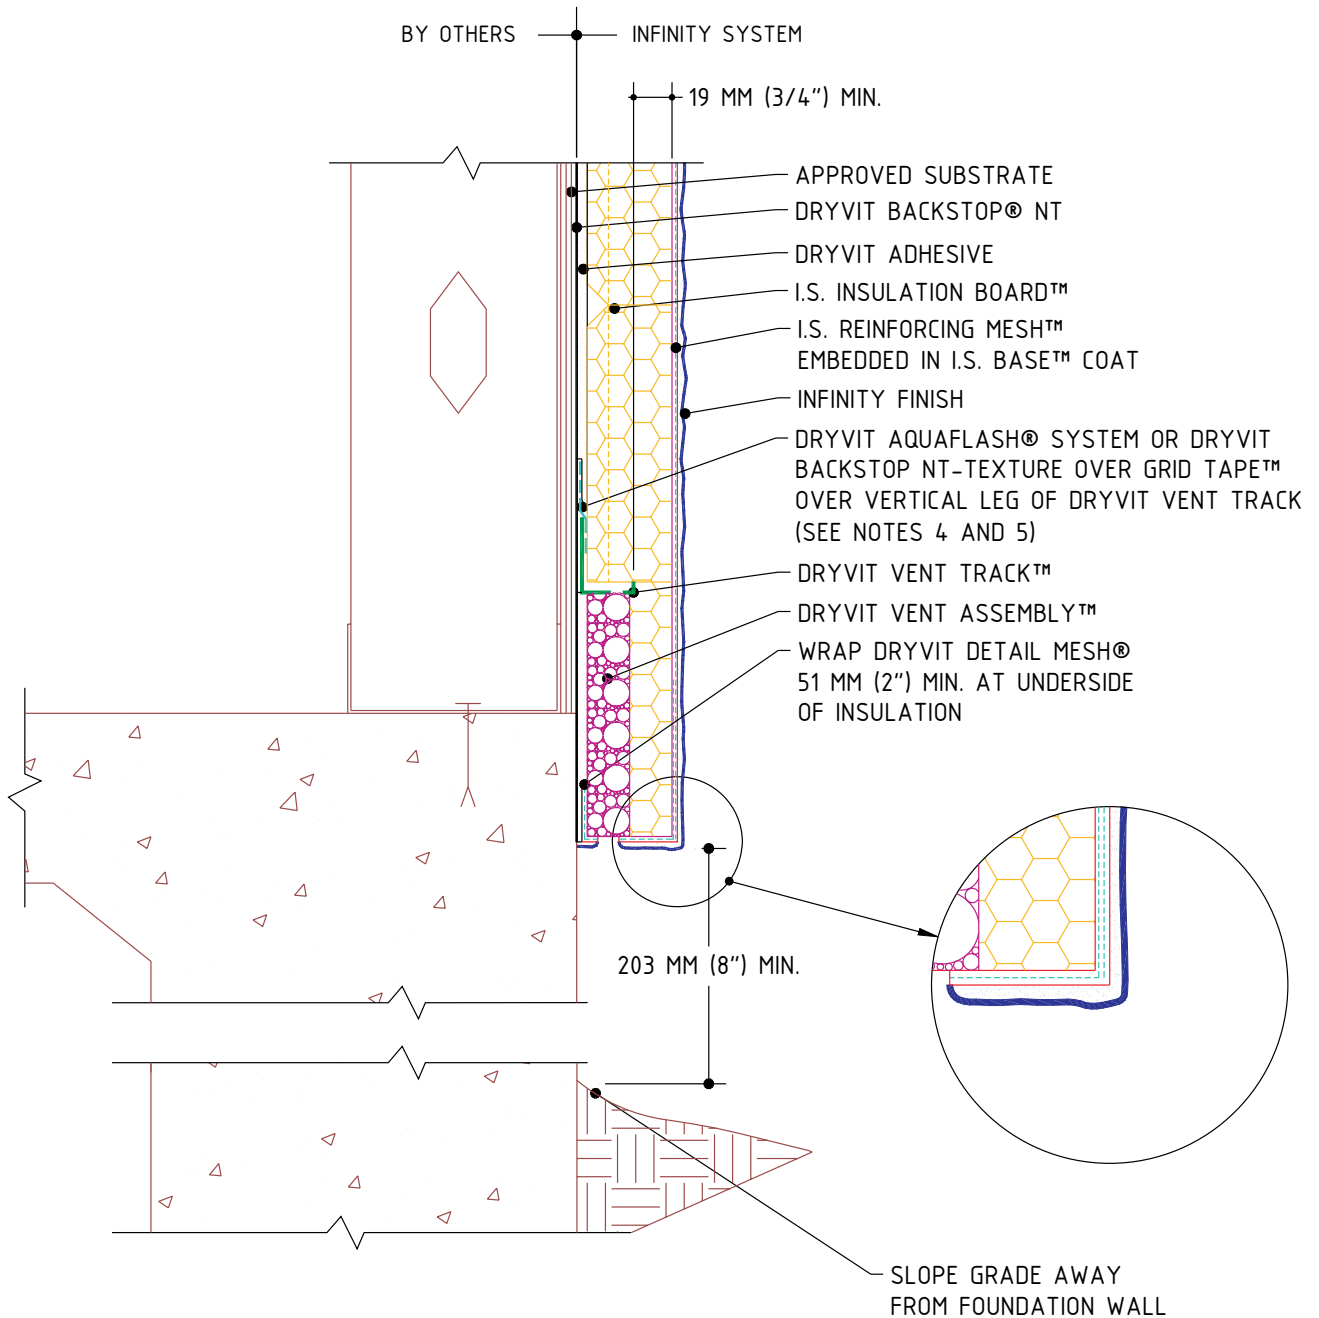 BY OTHERS
INFINITY SYSTEM
19 MM (3/4") MIN.
APPROVED SUBSTRATE
DRYVIT BACKSTOP® NT
DRYVIT ADHESIVE
I.S. INSULATION BOARD™
I.S. REINFORCING MESH™
EMBEDDED IN I.S. BASE™ COAT
INFINITY FINISH
DRYVIT AQUAFLASH® SYSTEM OR DRYVIT
BACKSTOP NT-TEXTURE OVER GRID TAPE™
OVER VERTICAL LEG OF DRYVIT VENT TRACK
(SEE NOTES 4 AND 5)
DRYVIT VENT TRACK™
DRYVIT VENT ASSEMBLY™
WRAP DRYVIT DETAIL MESH®
51 MM (2") MIN. AT UNDERSIDE
OF INSULATION
203 MM (8") MIN.
SLOPE GRADE AWAY
FROM FOUNDATION WALL